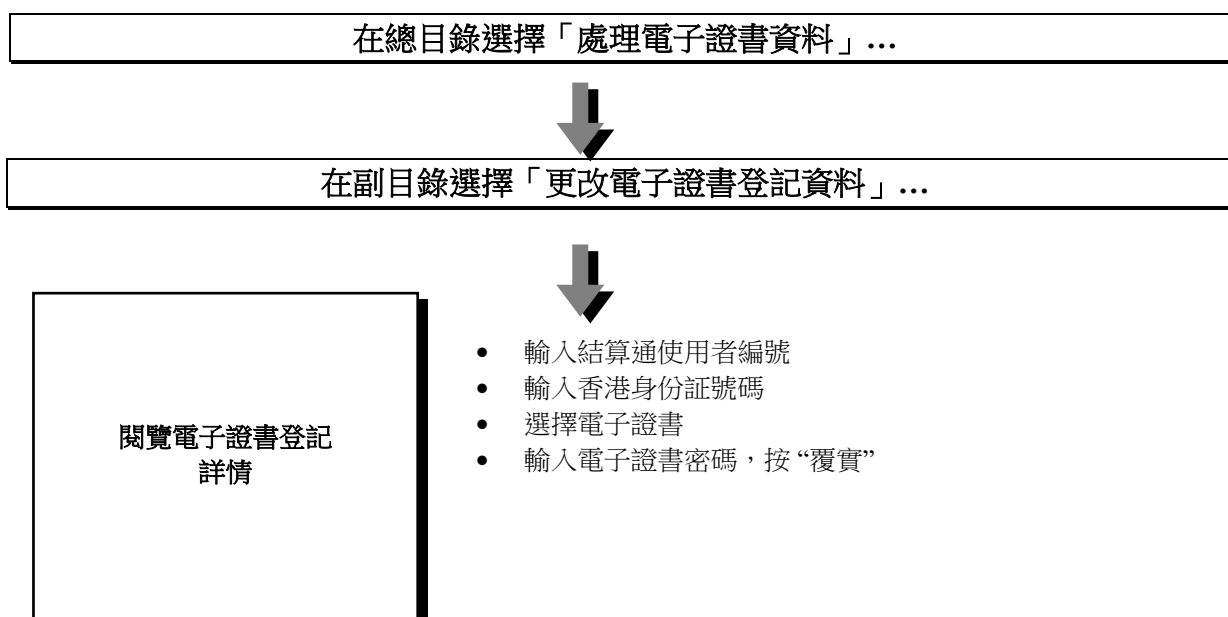 在總目錄選擇「處理電子證書資料」...
在副目錄選擇「更改電子證書登記資料」...
閱覽電子證書登記
詳情
• 輸入結算通使用者編號
• 輸入香港身份証號碼
• 選擇電子證書
• 輸入電子證書密碼，按 “覆實”